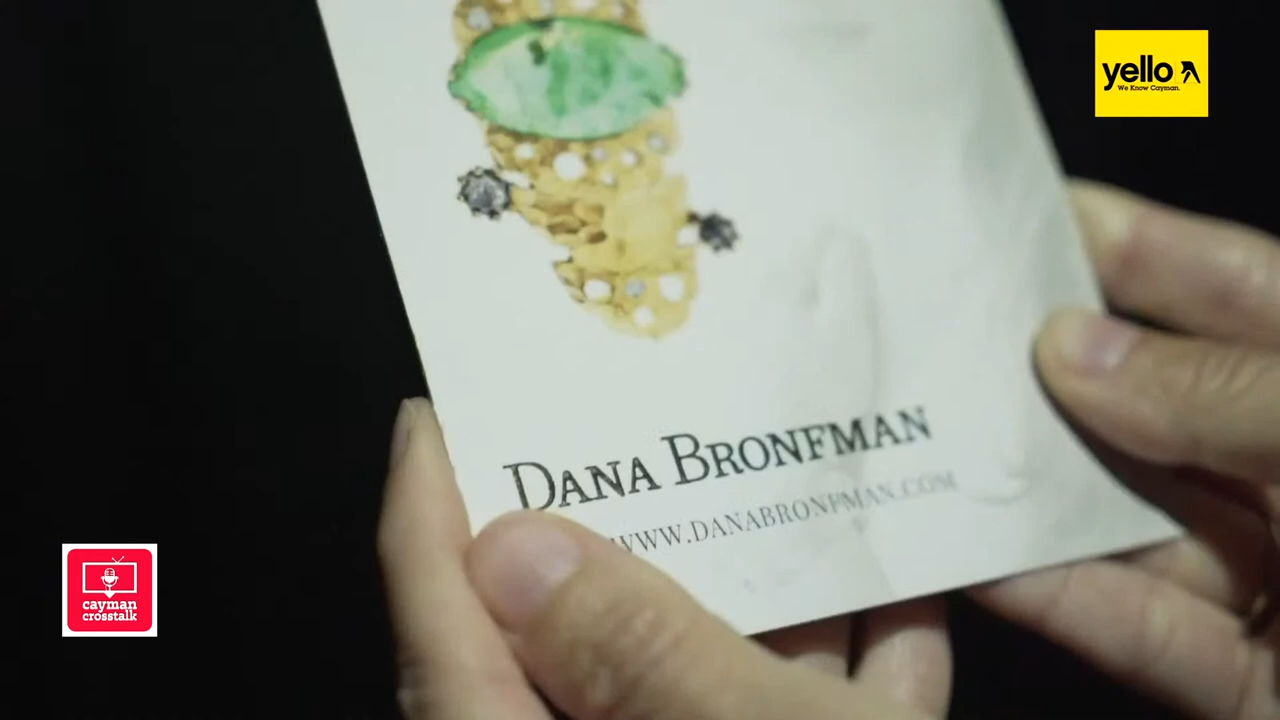 yello
We Know Cayman.
DANA BRONFMAN
WWW.DANABRONFMAN.COM
cayman
crosstalk